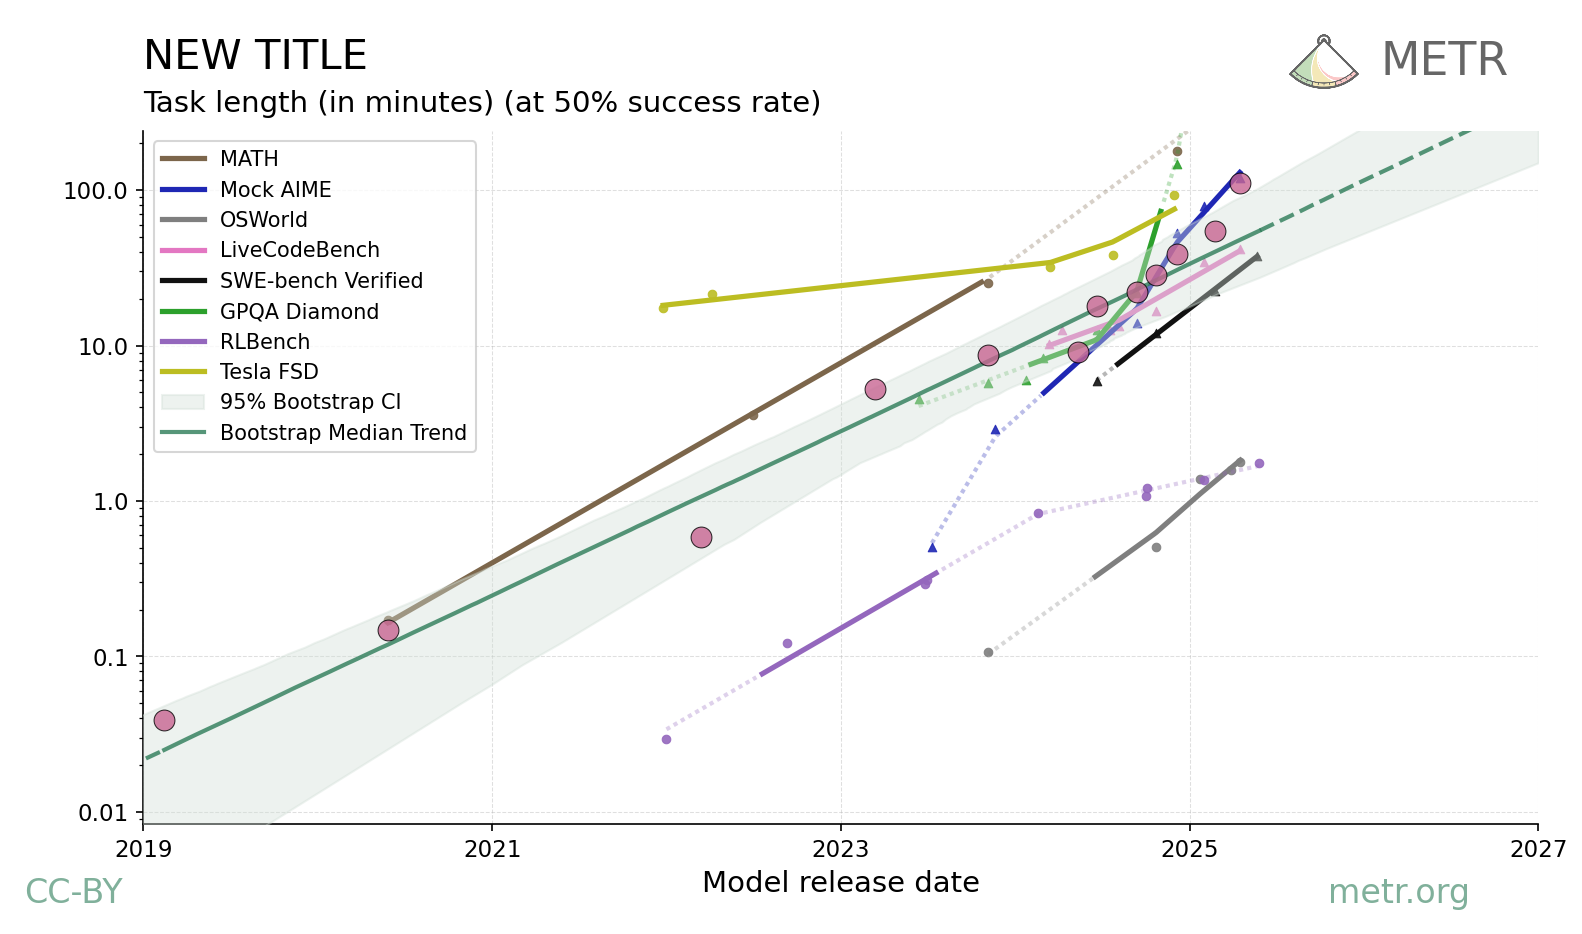 NEW TITLE
METR
Task length (in minutes) (at 50% success rate)
MATH
Mock AIME
OSWorld
LiveCodeBench
SWE-bench Verified
GPQA Diamond
RLBench
Tesla FSD
95% Bootstrap CI
Bootstrap Median Trend
100.0
10.0
1.0
0.1
0.01
2019 2021 2023 2025 2027
Model release date
CC-BY
metr.org